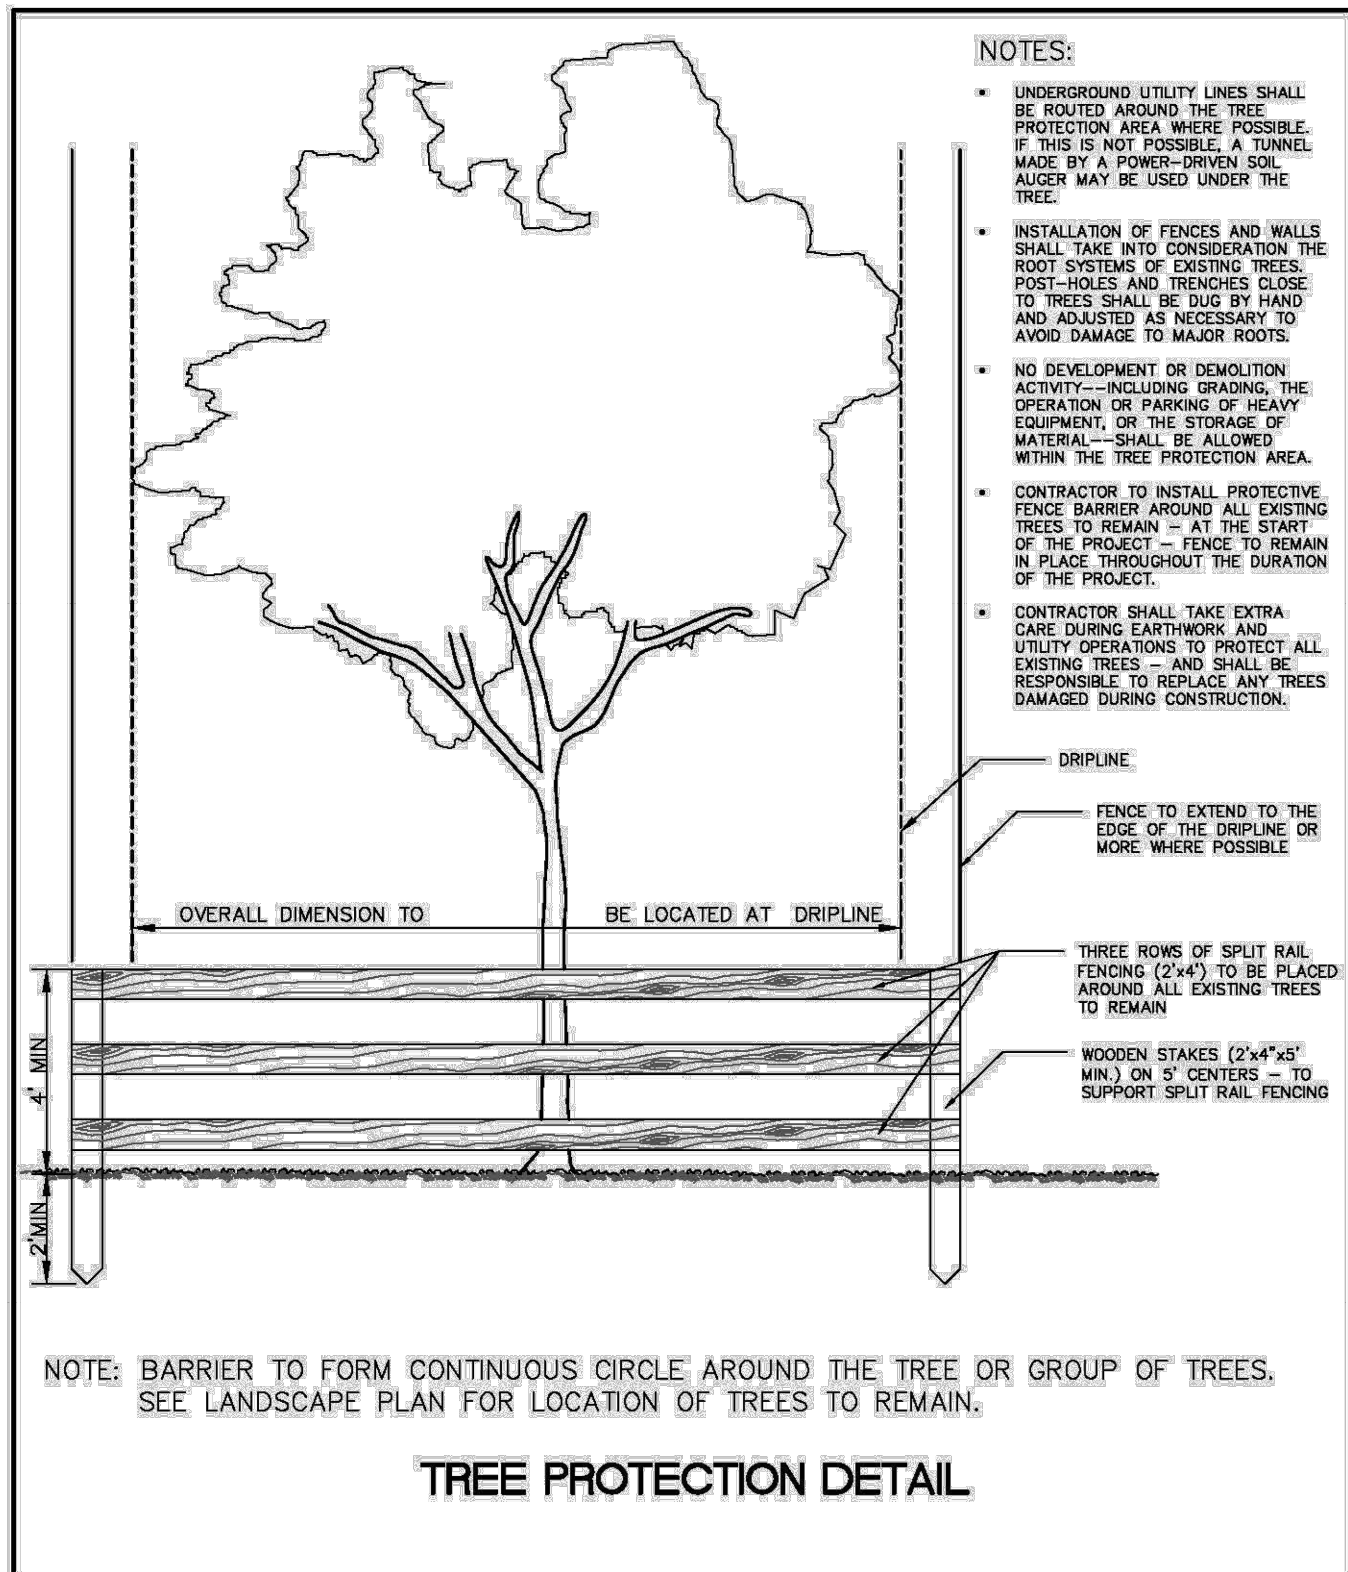 NOTES:
• UNDERGROUND UTILITY LINES SHALL
BE ROUTED AROUND THE TREE
PROTECTION AREA WHERE POSSIBLE.
IF THIS IS NOT POSSIBLE, A TUNNEL
MADE BY A POWER-DRIVEN SOIL
AUGER MAY BE USED UNDER THE
TREE.
• INSTALLATION OF FENCES AND WALLS
SHALL TAKE INTO CONSIDERATION THE
ROOT SYSTEMS OF EXISTING TREES.
POST-HOLES AND TRENCHES CLOSE
TO TREES SHALL BE DUG BY HAND
AND ADJUSTED AS NECESSARY TO
AVOID DAMAGE TO MAJOR ROOTS.
• NO DEVELOPMENT OR DEMOLITION
ACTIVITY--INCLUDING GRADING, THE
OPERATION OR PARKING OF HEAVY
EQUIPMENT, OR THE STORAGE OF
MATERIAL--SHALL BE ALLOWED
WITHIN THE TREE PROTECTION AREA.
• CONTRACTOR TO INSTALL PROTECTIVE
FENCE BARRIER AROUND ALL EXISTING
TREES TO REMAIN - AT THE START
OF THE PROJECT - FENCE TO REMAIN
IN PLACE THROUGHOUT THE DURATION
OF THE PROJECT.
• CONTRACTOR SHALL TAKE EXTRA
CARE DURING EARTHWORK AND
UTILITY OPERATIONS TO PROTECT ALL
EXISTING TREES - AND SHALL BE
RESPONSIBLE TO REPLACE ANY TREES
DAMAGED DURING CONSTRUCTION.
DRIPLINE
FENCE TO EXTEND TO THE
EDGE OF THE DRIPLINE OR
MORE WHERE POSSIBLE
OVERALL DIMENSION TO BE LOCATED AT DRIPLINE
THREE ROWS OF SPLIT RAIL
FENCING (2'x4') TO BE PLACED
AROUND ALL EXISTING TREES
TO REMAIN
WOODEN STAKES (2'x4"x5'
MIN.) ON 5' CENTERS - TO
SUPPORT SPLIT RAIL FENCING
4' MIN
2'MIN
NOTE: BARRIER TO FORM CONTINUOUS CIRCLE AROUND THE TREE OR GROUP OF TREES.
SEE LANDSCAPE PLAN FOR LOCATION OF TREES TO REMAIN.
TREE PROTECTION DETAIL